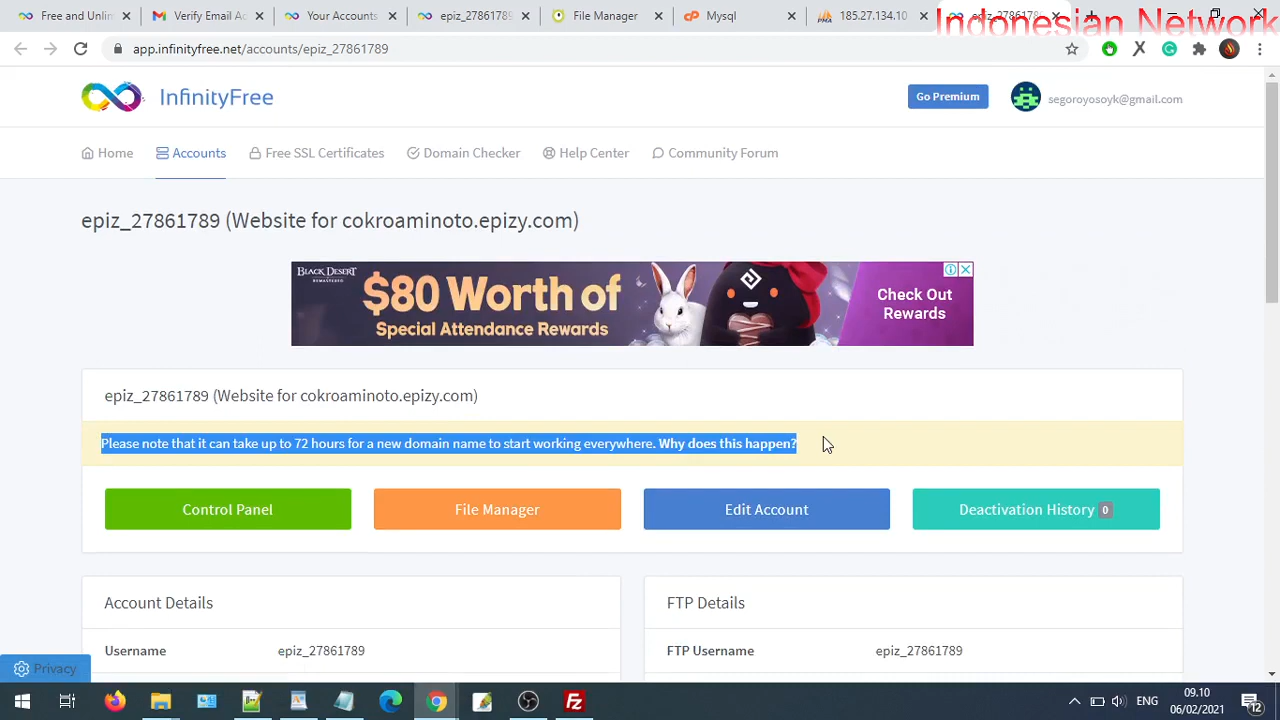 Free and Unlin
Verify Email Ac
Your Accounts
epiz_27861789
File Manager
Mysql
185.27.134.10
epiz_27861789
Indonesian Network
app.infinityfree.net/accounts/epiz_27861789
InfinityFree
Go Premium
segoroyosoyk@gmail.com
Home
Accounts
Free SSL Certificates
Domain Checker
Help Center
Community Forum
epiz_27861789 (Website for cokroaminoto.epizy.com)
BLACK DESERT
REMASTERED
$80 Worth of
Special Attendance Rewards
Check Out
Rewards
epiz_27861789 (Website for cokroaminoto.epizy.com)
Please note that it can take up to 72 hours for a new domain name to start working everywhere. Why does this happen?
Control Panel
File Manager
Edit Account
Deactivation History 0
Account Details
FTP Details
Username
epiz_27861789
FTP Username
epiz_27861789
Privacy
ENG
09.10
06/02/2021
12